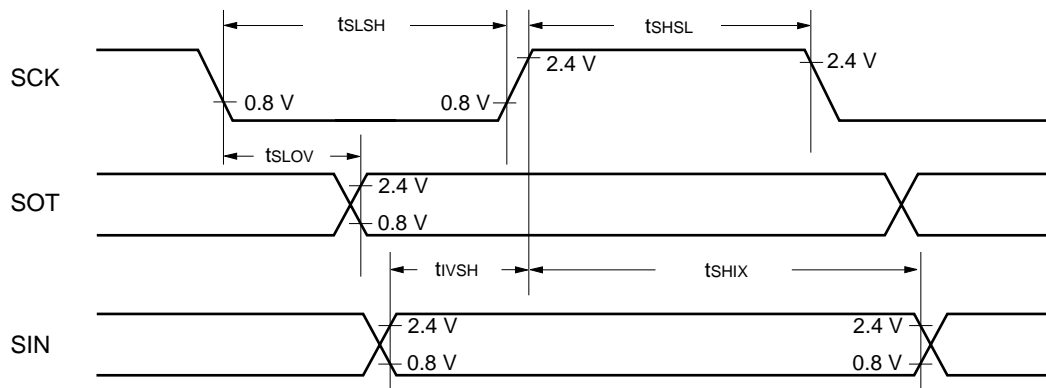 tSLSH
tSHSL
SCK
2.4 V
2.4 V
0.8 V
0.8 V
tSLOV
SOT
2.4 V
0.8 V
tIVSH
tSHIX
SIN
2.4 V
2.4 V
0.8 V
0.8 V